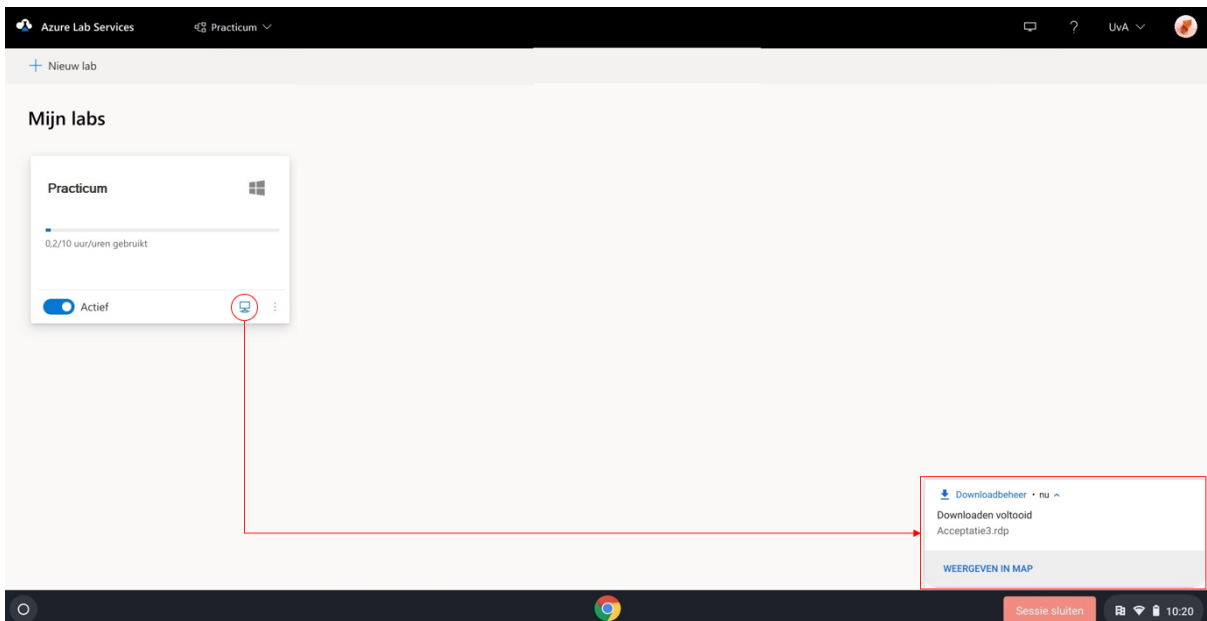 Azure Lab Services
Practicum
?
UvA
+ Nieuw lab
Mijn labs
Practicum
0,2/10 uur/uren gebruikt
Actief
Downloadbeheer • nu
Downloaden voltooid
Acceptatie3.rdp
WEERGEVEN IN MAP
Sessie sluiten
10:20